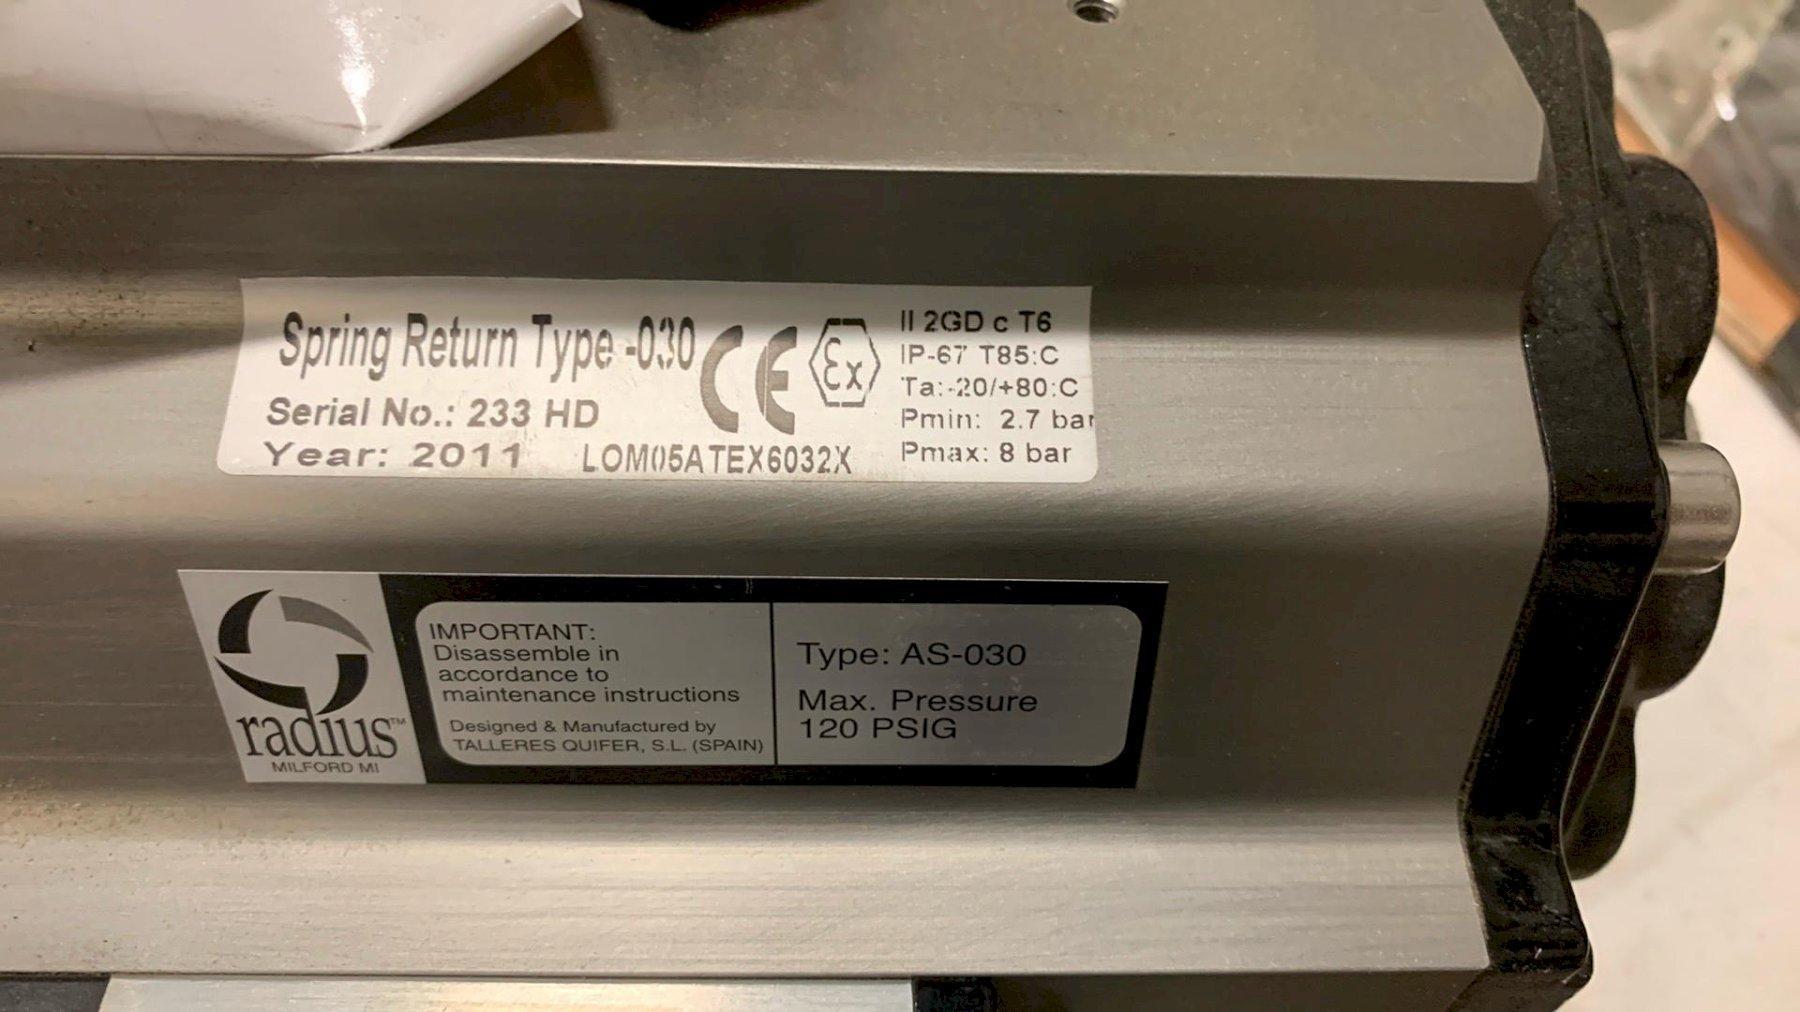 Spring Return Type -030
Serial No.: 233 HD
Year: 2011 LOM05ATEX6032X
CE
Ex
II 2GD c T6
IP-67 T85:C
Ta:-20/+80:C
Pmin: 2.7 bar
Pmax: 8 bar
radius™
MILFORD MI
IMPORTANT:
Disassemble in
accordance to
maintenance instructions
Designed & Manufactured by
TALLERES QUIFER, S.L. (SPAIN)
Type: AS-030
Max. Pressure
120 PSIG